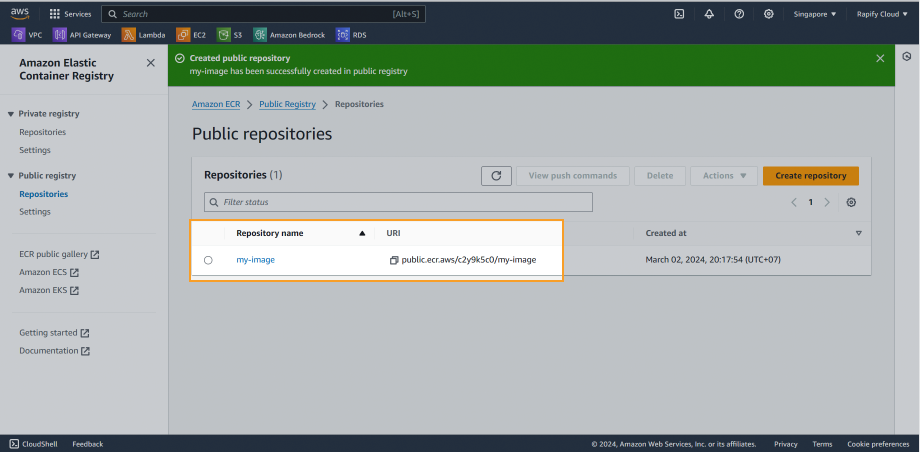 aws Services Search [Alt+S] Singapore ▼ Rapify Cloud ▼
VPC API Gateway Lambda EC2 S3 Amazon Bedrock RDS
Amazon Elastic
Container Registry
Private registry
Repositories
Settings
Public registry
Repositories
Settings
ECR public gallery
Amazon ECS
Amazon EKS
Getting started
Documentation
Created public repository
my-image has been successfully created in public registry
Amazon ECR > Public Registry > Repositories
Public repositories
Repositories (1) View push commands Delete Actions ▼ Create repository
Filter status 1
Repository name ▲ URI Created at
my-image public.ecr.aws/c2y9k5c0/my-image March 02, 2024, 20:17:54 (UTC+07)
CloudShell Feedback © 2024, Amazon Web Services, Inc. or its affiliates. Privacy Terms Cookie preferences